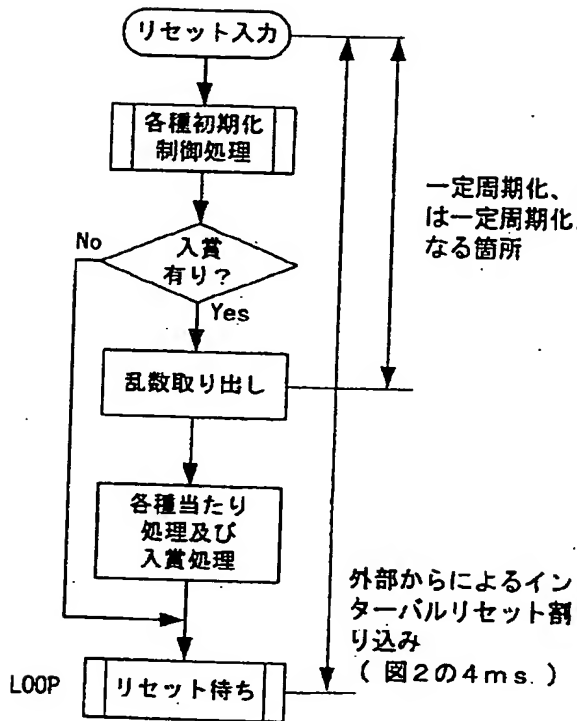 リセット入力
各種初期化
制御処理
一定周期化、
は一定周期化
なる箇所
No
入賞
有り？
Yes
乱数取り出し
各種当たり
処理及び
入賞処理
外部からによるイン
ターバルリセット割
り込み
( 図2の4ms. )
LOOP
リセット待ち